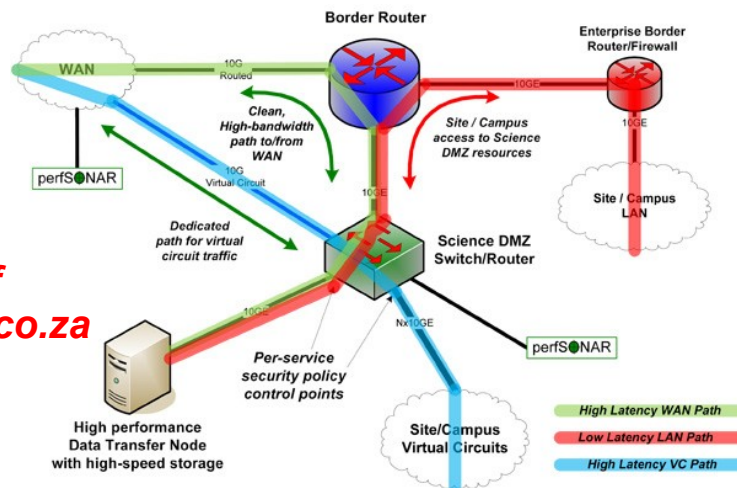 Border Router
Enterprise Border
Router/Firewall
WAN
10G
Routed
10GE
10GE
Clean,
High-bandwidth
path to/from
WAN
Site / Campus
access to Science
DMZ resources
perfSONAR
10G
Virtual Circuit
10GE
Site / Campus
LAN
Dedicated
path for virtual
circuit traffic
Science DMZ
Switch/Router
f
co.za
10GE
Nx10GE
perfSONAR
Per-service
security policy
control points
High performance
Data Transfer Node
with high-speed storage
Site/Campus
Virtual Circuits
High Latency WAN Path
Low Latency LAN Path
High Latency VC Path